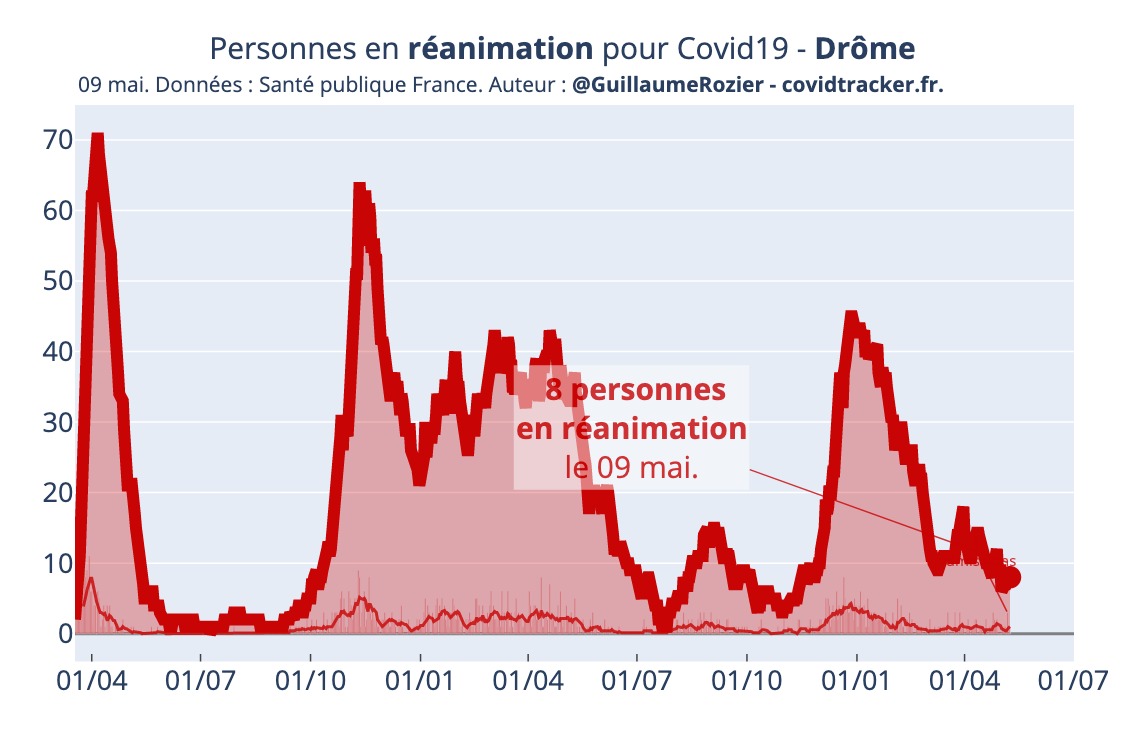 Personnes en réanimation pour Covid19 - Drôme
09 mai. Données : Santé publique France. Auteur : @GuillaumeRozier - covidtracker.fr.
70
60
50
40
30
20
10
0
8 personnes
en réanimation
le 09 mai.
01/04 01/07 01/10 01/01 01/04 01/07 01/10 01/01 01/04 01/07